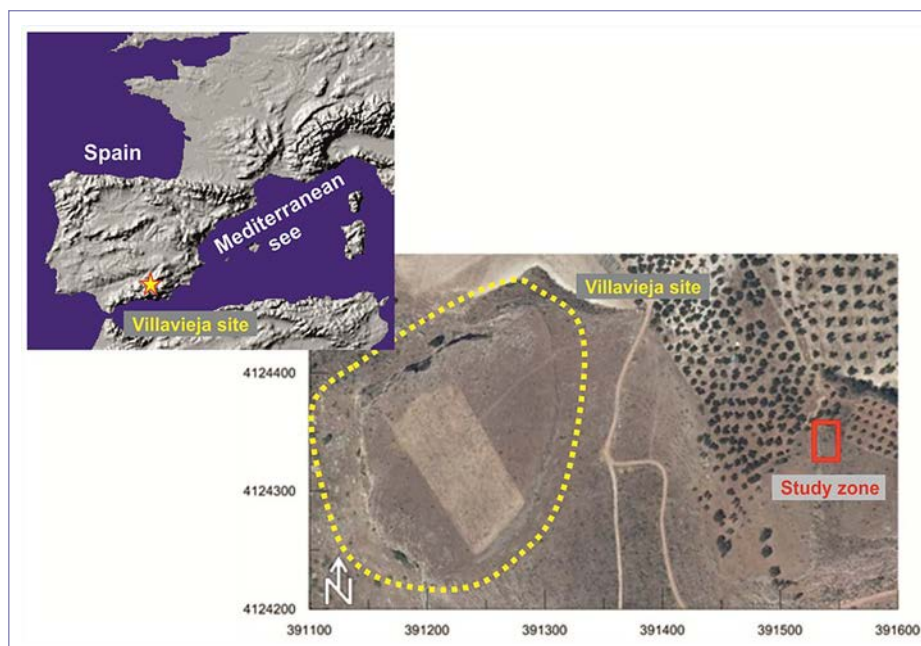 Spain
Mediterranean
see
Villavieja site
Villavieja site
4124400
4124300
4124200
Study zone
N
391100 391200 391300 391400 391500 391600